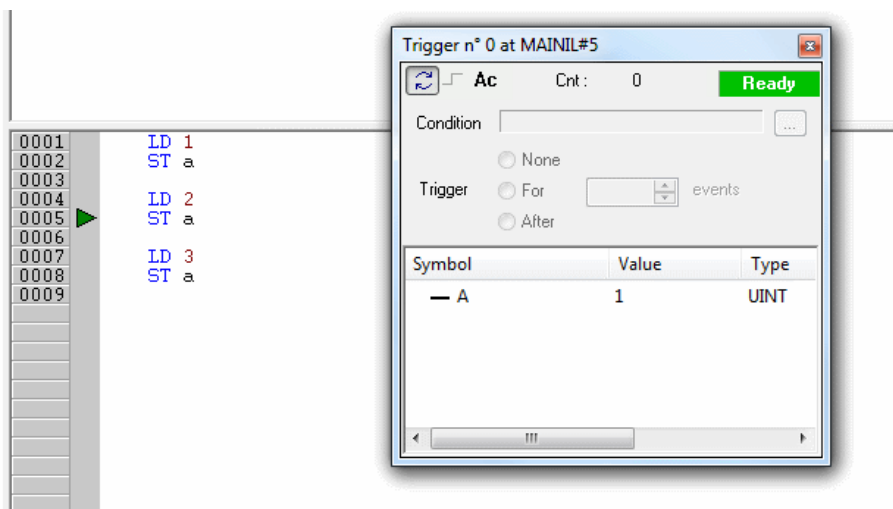 Trigger n° 0 at MAINIL#5
Ac Cnt: 0 Ready
Condition ...
None
Trigger For events
After
Symbol Value Type
A 1 UINT
0001 LD 1
0002 ST a
0003
0004 LD 2
0005 ST a
0006
0007 LD 3
0008 ST a
0009